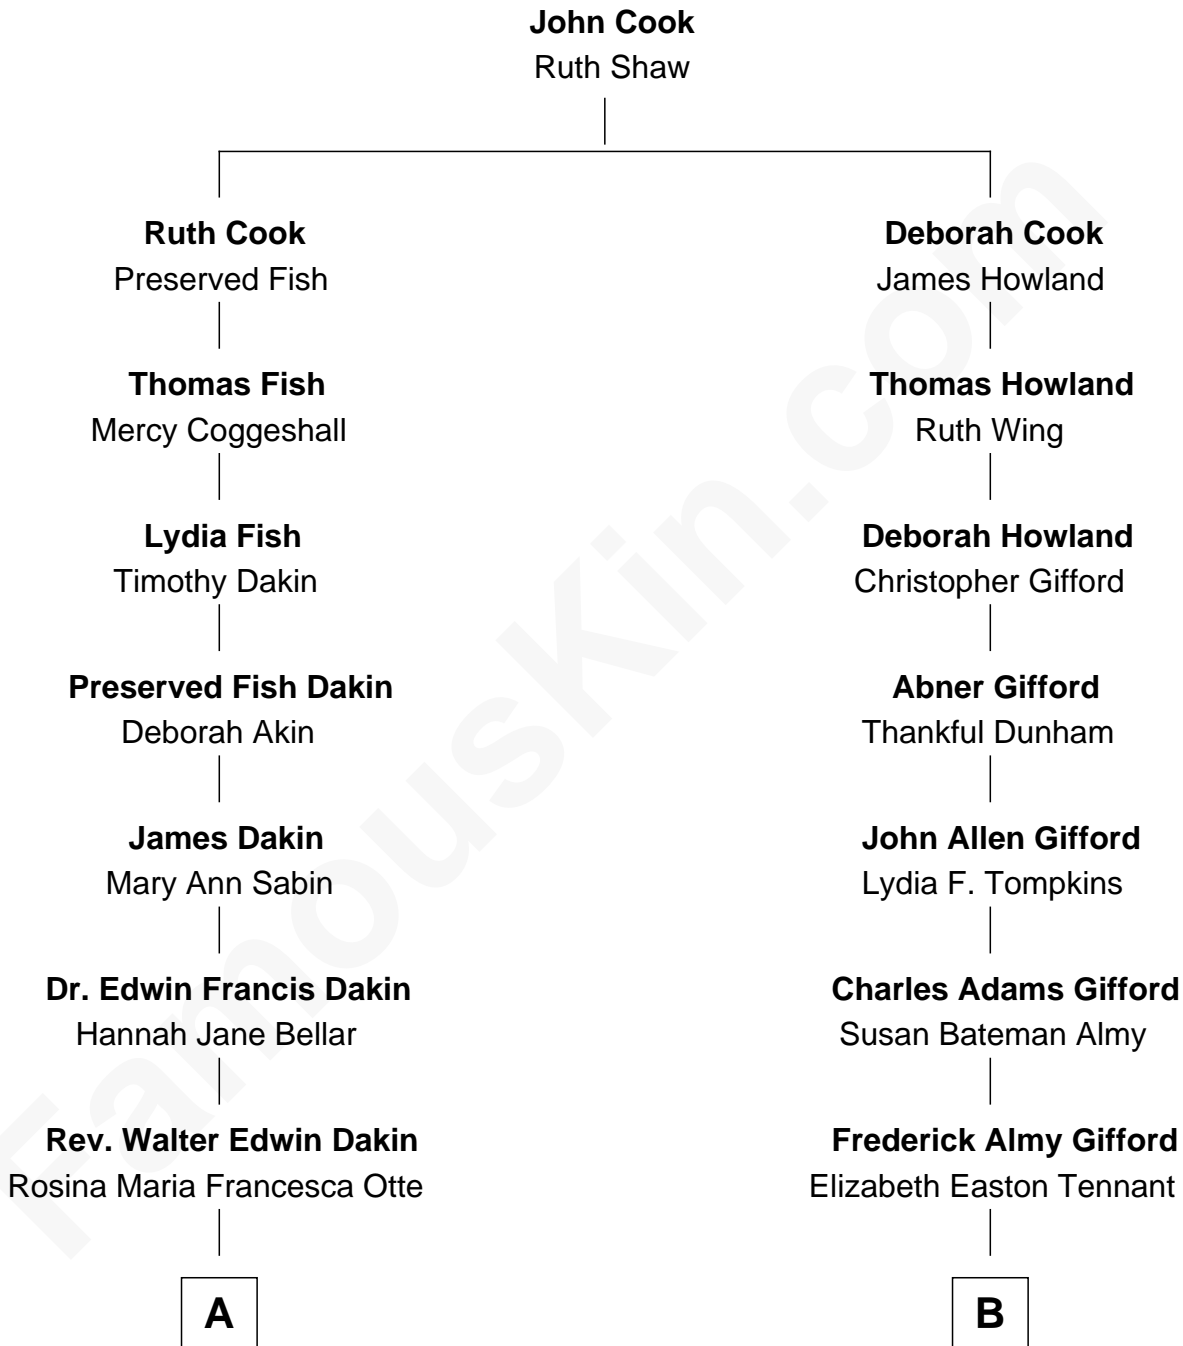 John Cook
Ruth Shaw
Ruth Cook
Preserved Fish
Deborah Cook
James Howland
Thomas Fish
Mercy Coggeshall
Thomas Howland
Ruth Wing
Lydia Fish
Timothy Dakin
Deborah Howland
Christopher Gifford
Preserved Fish Dakin
Deborah Akin
Abner Gifford
Thankful Dunham
James Dakin
Mary Ann Sabin
John Allen Gifford
Lydia F. Tompkins
Dr. Edwin Francis Dakin
Hannah Jane Bellar
Charles Adams Gifford
Susan Bateman Almy
Rev. Walter Edwin Dakin
Rosina Maria Francesca Otte
Frederick Almy Gifford
Elizabeth Easton Tennant
A
B
FamousKin.com